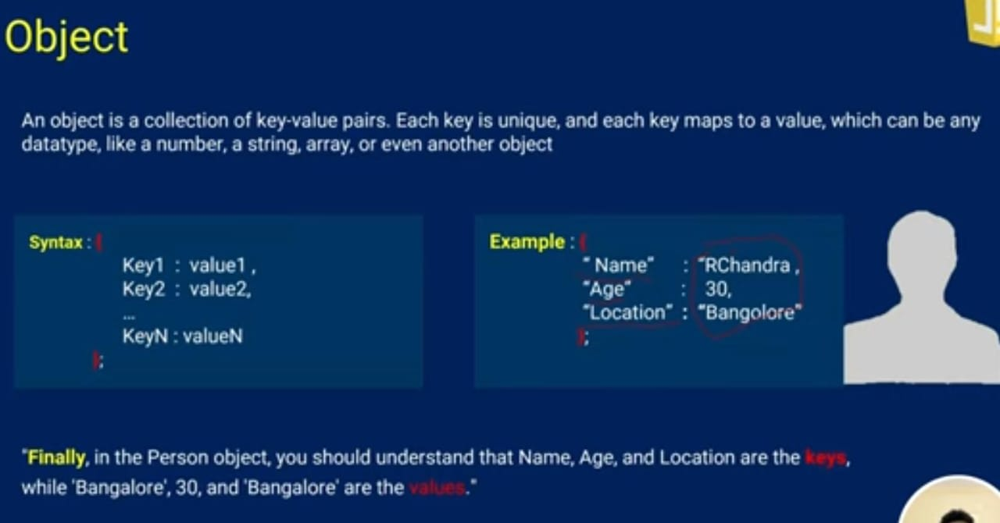 Object
An object is a collection of key-value pairs. Each key is unique, and each key maps to a value, which can be any
datatype, like a number, a string, array, or even another object
Syntax : {
Key1 : value1 ,
Key2 : value2,
...
KeyN : valueN
};
Example : {
“ Name” : “RChandra ,
“Age” : 30,
“Location” : “Bangolore”
};
"Finally, in the Person object, you should understand that Name, Age, and Location are the keys,
while 'Bangalore', 30, and 'Bangalore' are the values."